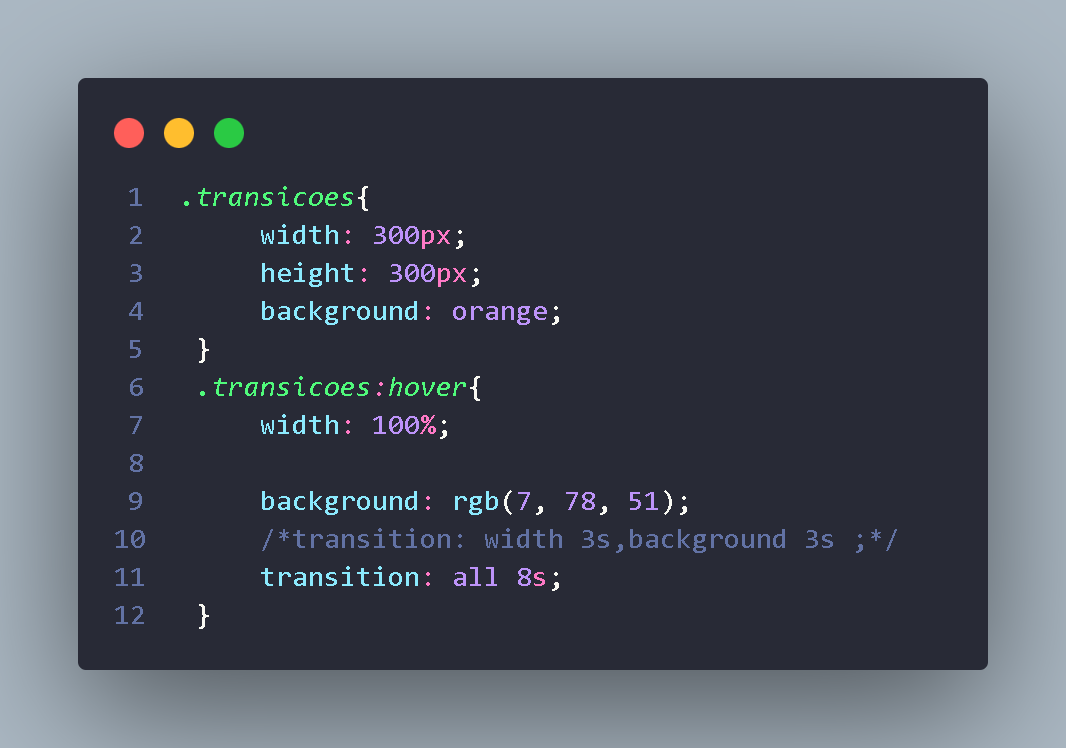 1 .transicoes{
2 width: 300px;
3 height: 300px;
4 background: orange;
5 }
6 .transicoes:hover{
7 width: 100%;
8
9 background: rgb(7, 78, 51);
10 /*transition: width 3s,background 3s ;*/
11 transition: all 8s;
12 }